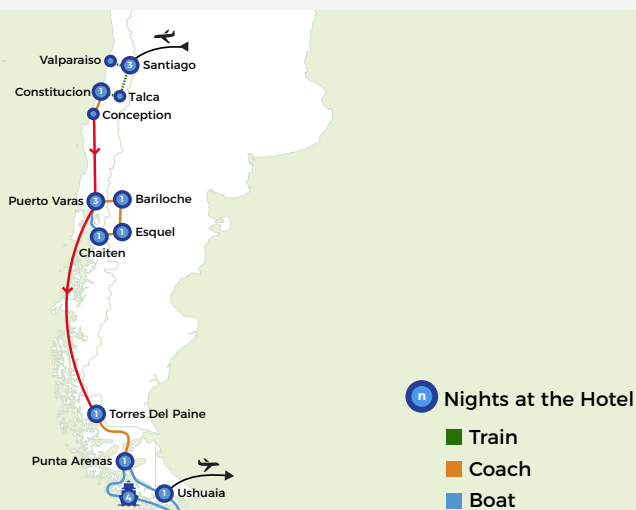 Valparaiso
3 Santiago
Constitucion 1
Talca
Conception
Puerto Varas 3
1 Bariloche
1 Esquel
1
Chaiten
n Nights at the Hotel
1 Torres Del Paine
Train
Punta Arenas 1
Coach
1 Ushuaia
4
Boat